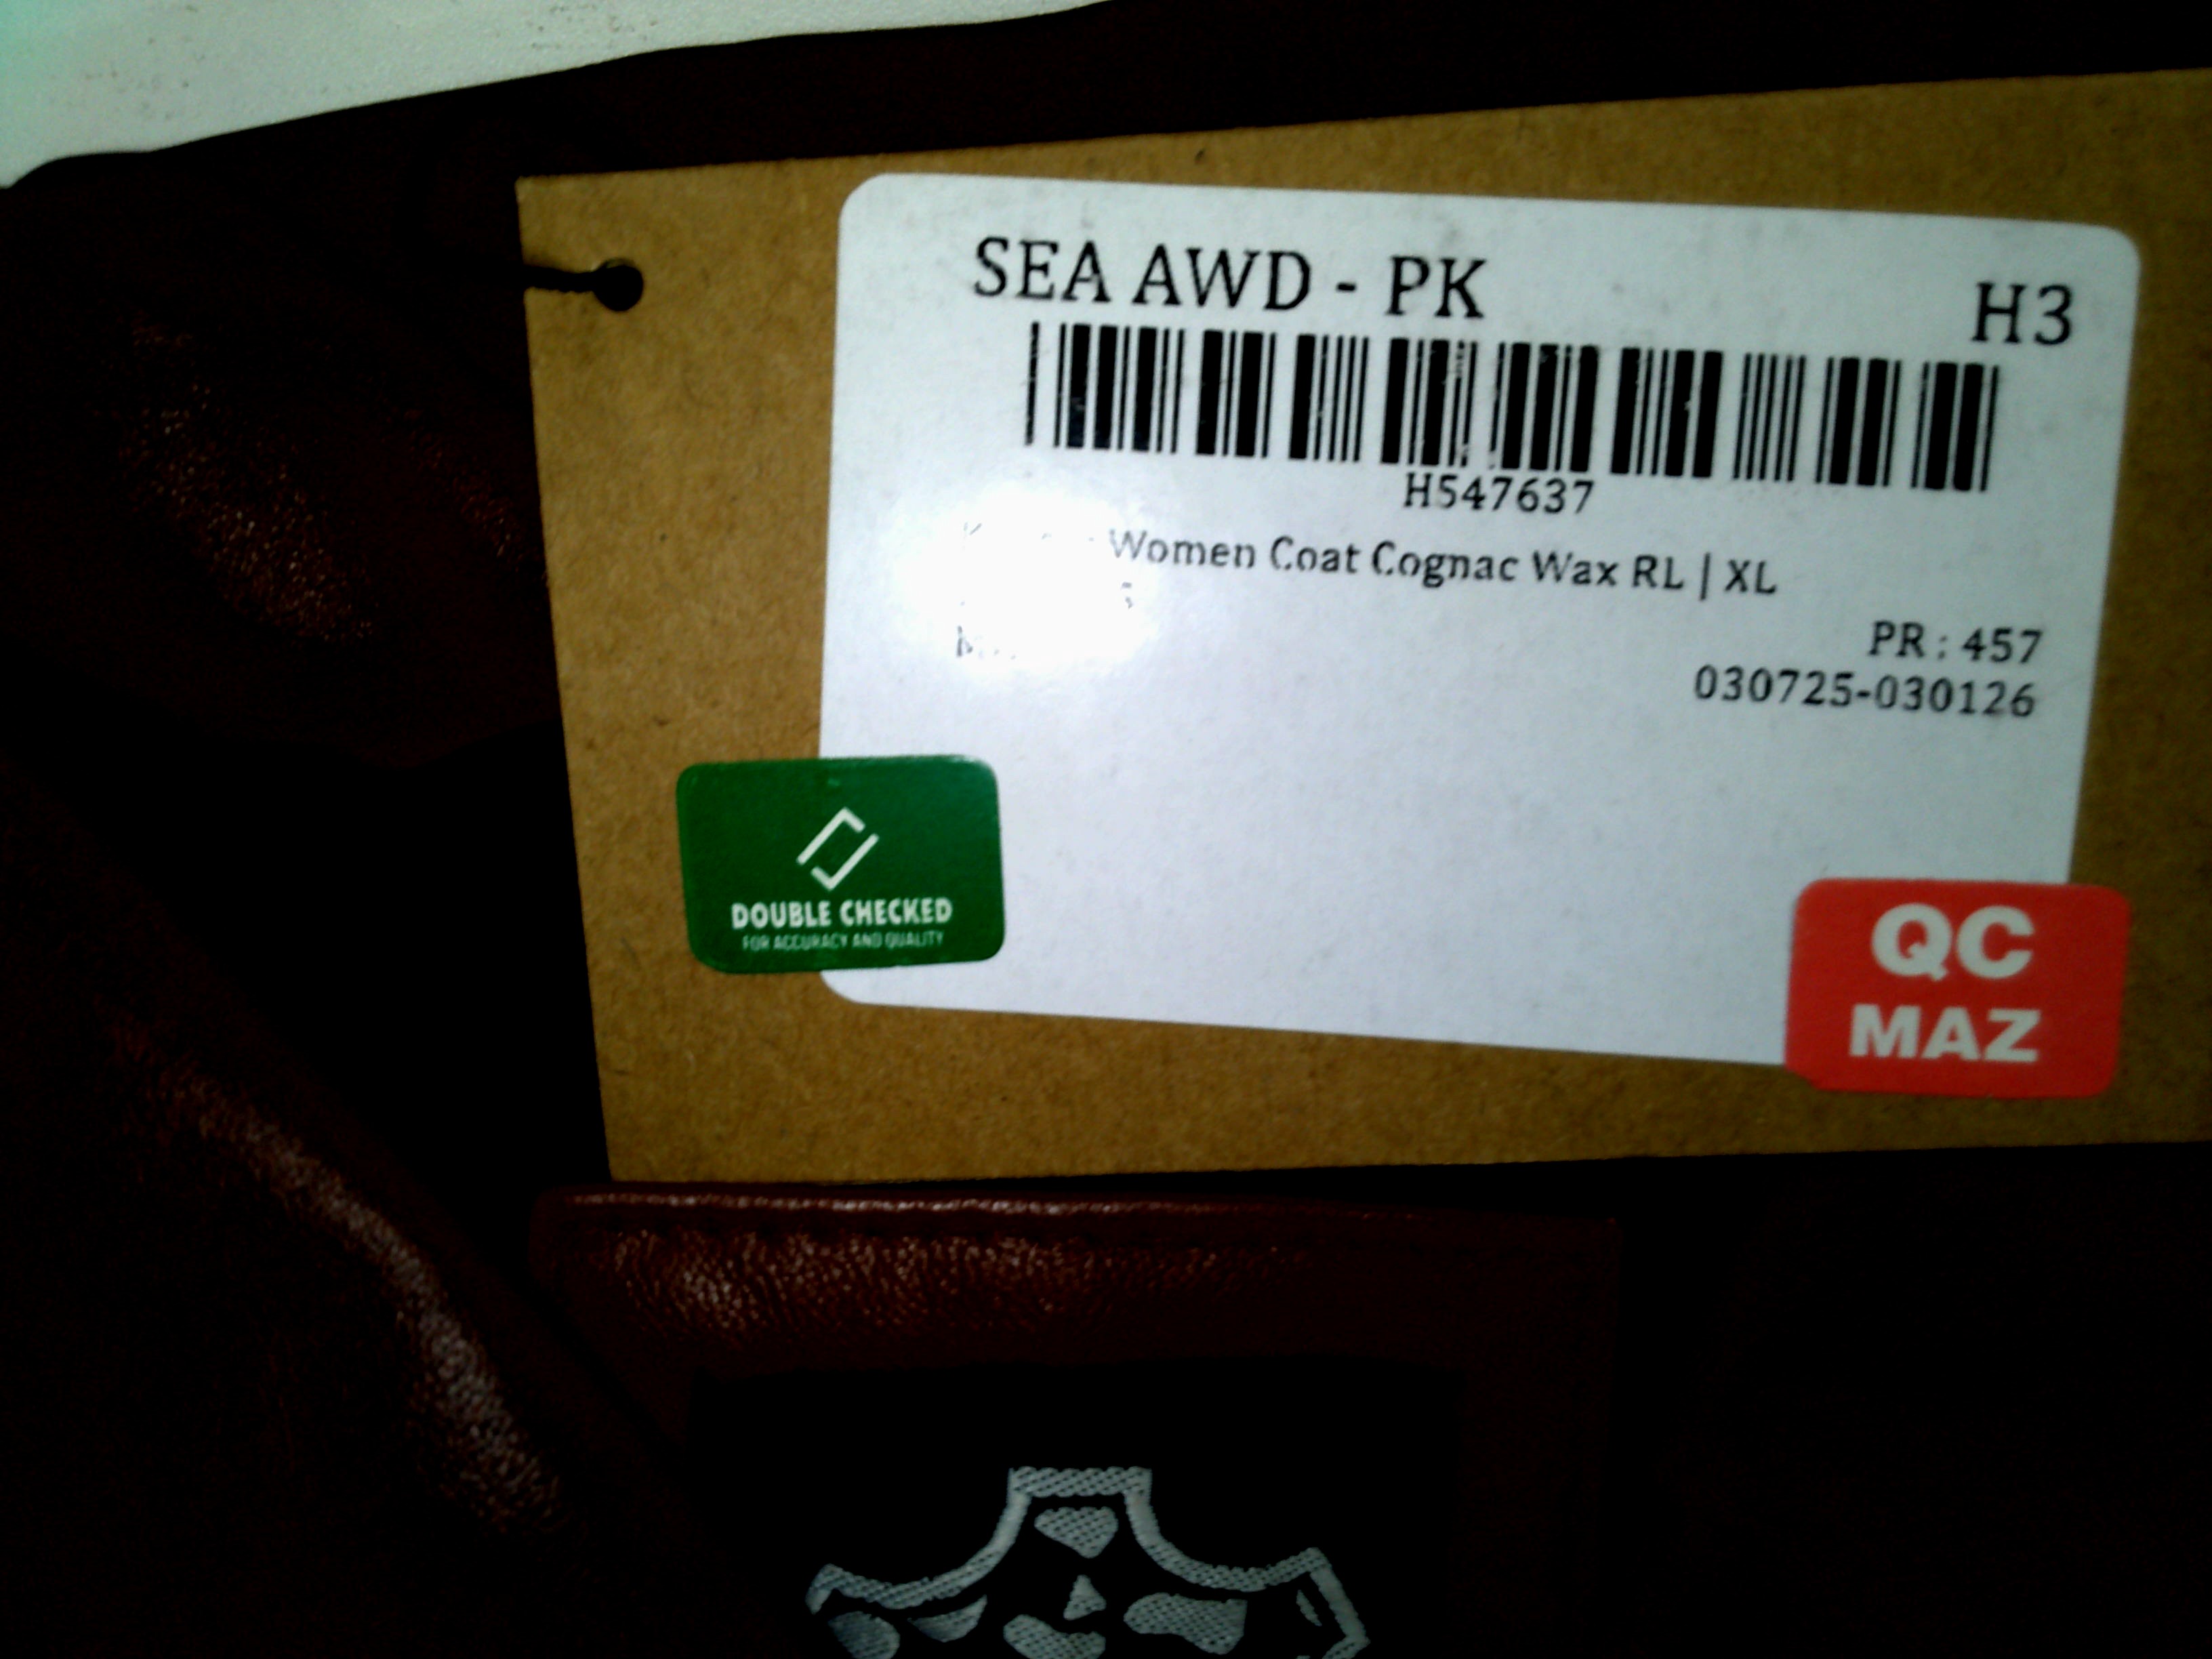 SEA AWD - PK
H3
H547637
Women Coat Cognac Wax RL | XL
PR : 457
030725-030126
DOUBLE CHECKED
FOR ACCURACY AND QUALITY
QC
MAZ